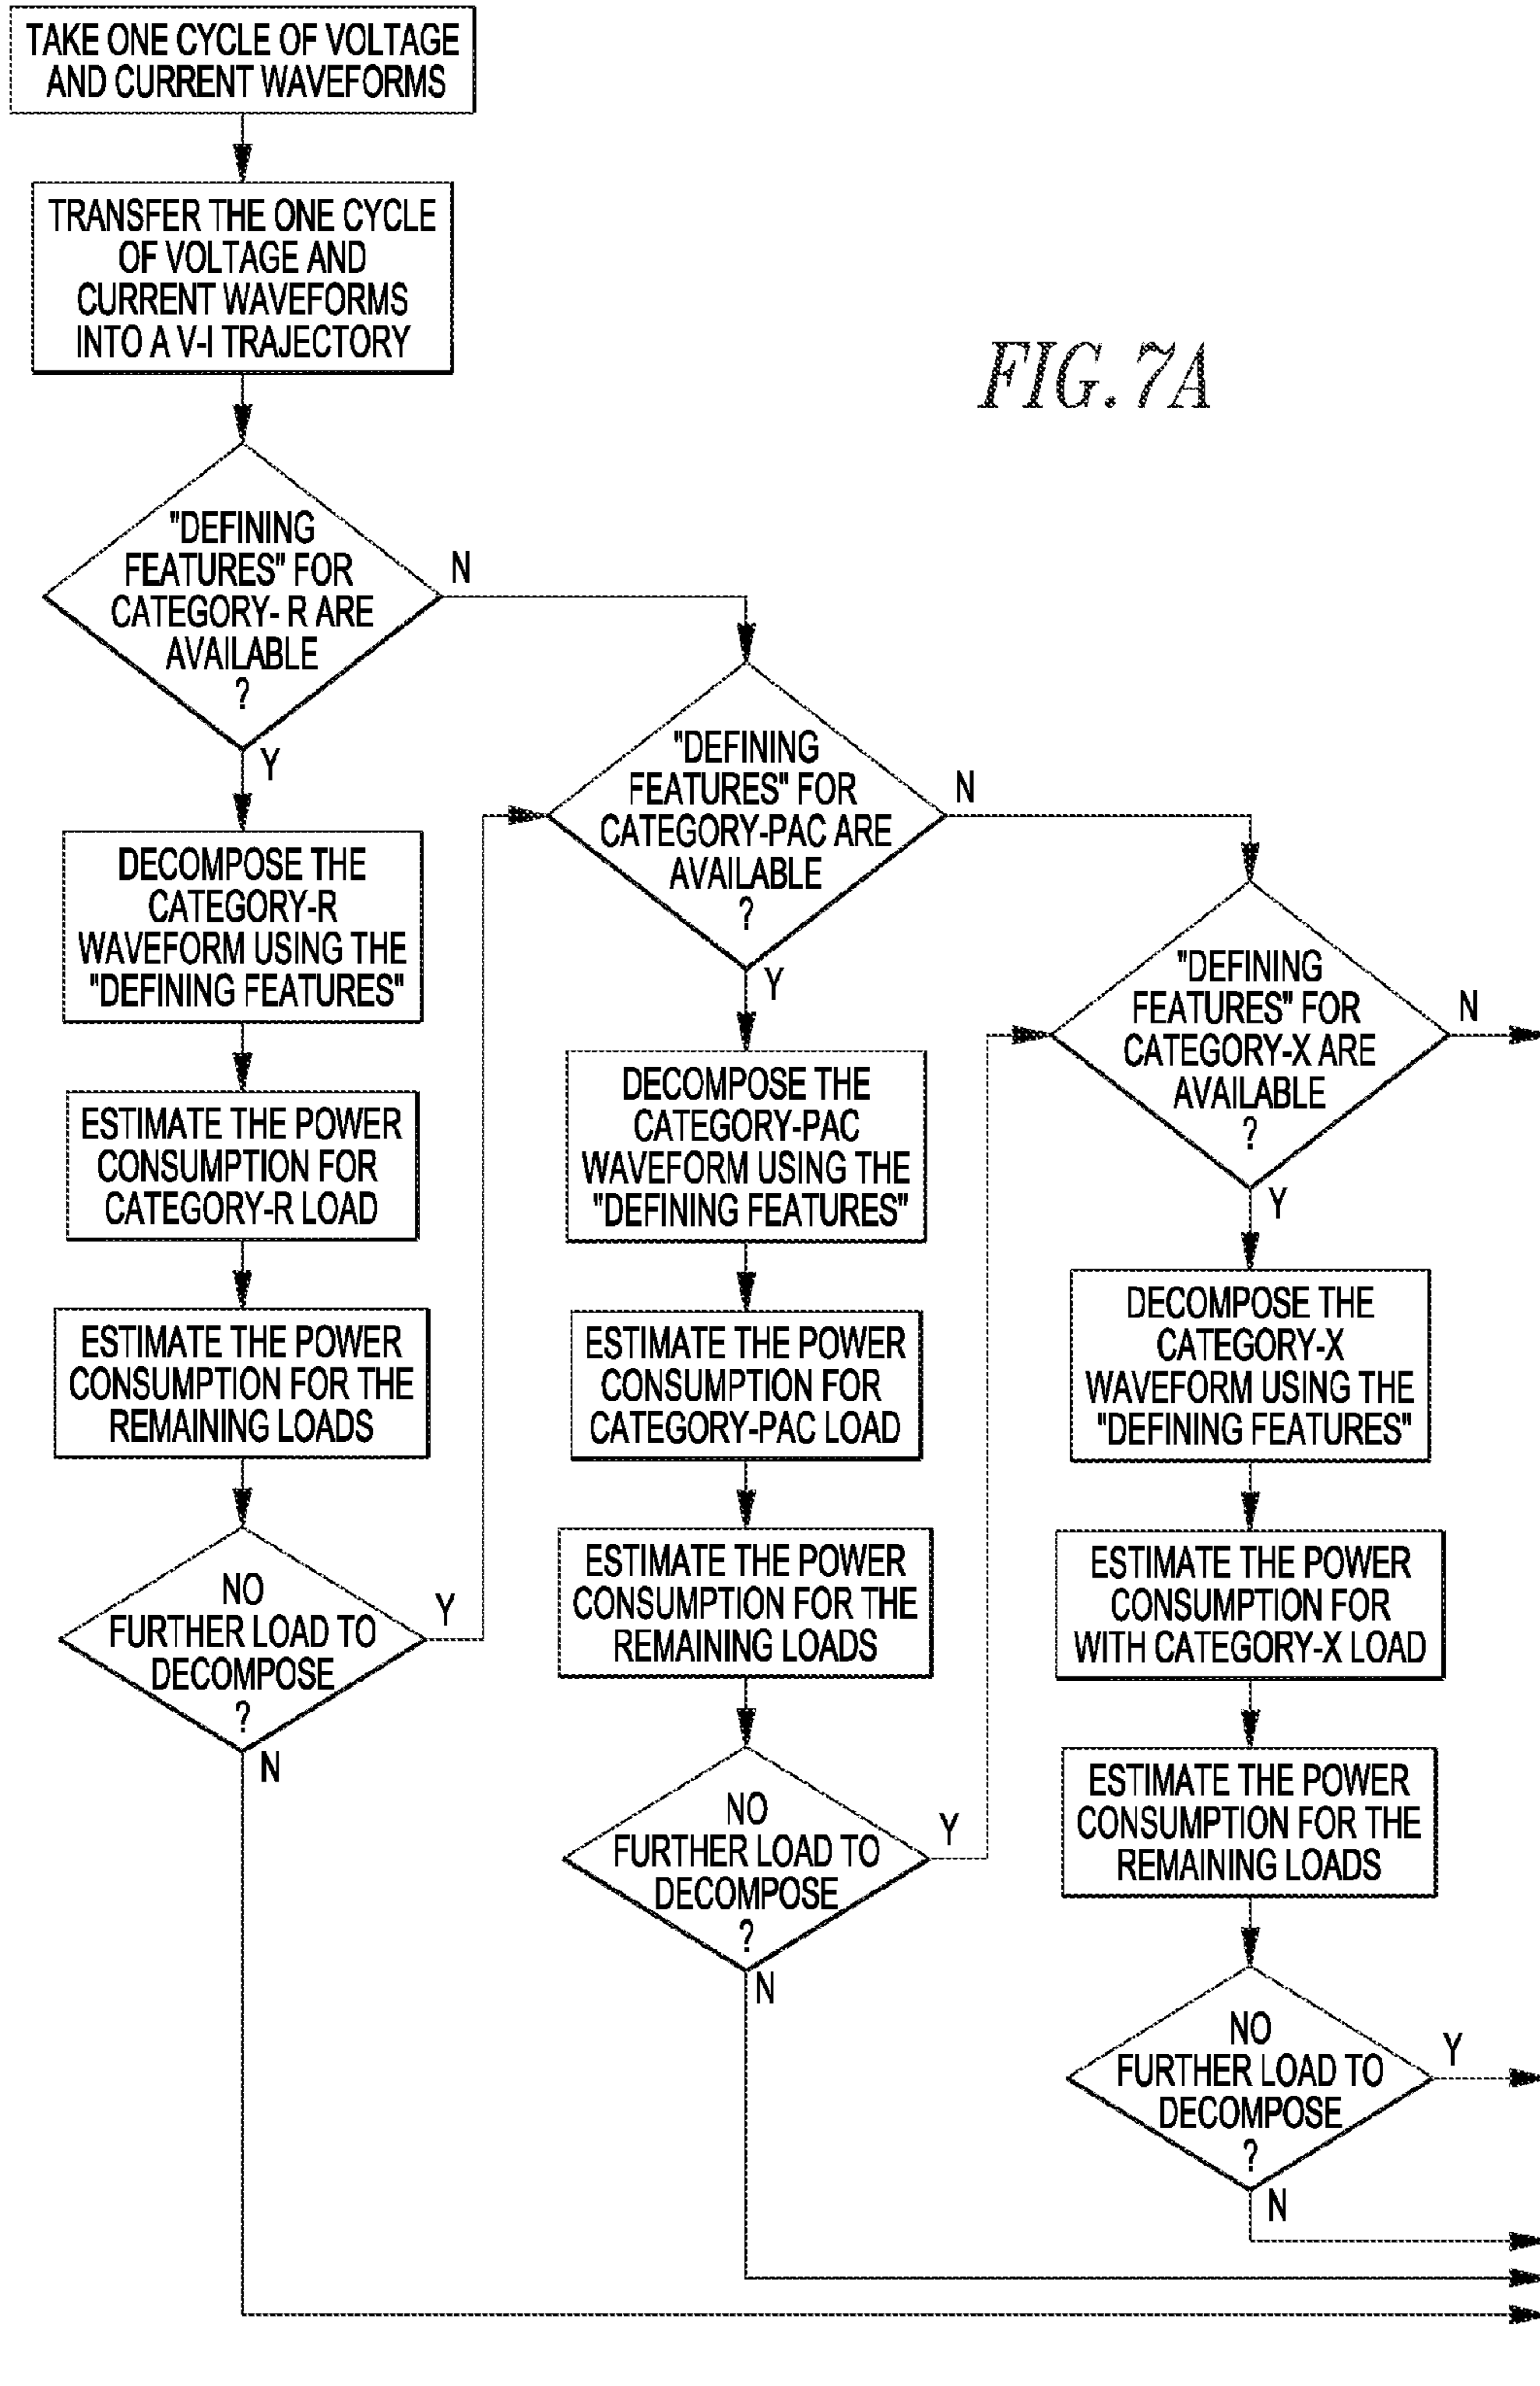 TAKE ONE CYCLE OF VOLTAGE
AND CURRENT WAVEFORMS
TRANSFER THE ONE CYCLE
OF VOLTAGE AND
CURRENT WAVEFORMS
INTO A V-I TRAJECTORY
FIG. 7A
"DEFINING
FEATURES" FOR
CATEGORY- R ARE
AVAILABLE
?
N
Y
DECOMPOSE THE
CATEGORY-R
WAVEFORM USING THE
"DEFINING FEATURES"
ESTIMATE THE POWER
CONSUMPTION FOR
CATEGORY-R LOAD
ESTIMATE THE POWER
CONSUMPTION FOR THE
REMAINING LOADS
NO
FURTHER LOAD TO
DECOMPOSE
?
Y
N
"DEFINING
FEATURES" FOR
CATEGORY-PAC ARE
AVAILABLE
?
N
Y
DECOMPOSE THE
CATEGORY-PAC
WAVEFORM USING THE
"DEFINING FEATURES"
ESTIMATE THE POWER
CONSUMPTION FOR
CATEGORY-PAC LOAD
ESTIMATE THE POWER
CONSUMPTION FOR THE
REMAINING LOADS
NO
FURTHER LOAD TO
DECOMPOSE
?
Y
N
"DEFINING
FEATURES" FOR
CATEGORY-X ARE
AVAILABLE
?
N
Y
DECOMPOSE THE
CATEGORY-X
WAVEFORM USING THE
"DEFINING FEATURES"
ESTIMATE THE POWER
CONSUMPTION FOR
WITH CATEGORY-X LOAD
ESTIMATE THE POWER
CONSUMPTION FOR THE
REMAINING LOADS
NO
FURTHER LOAD TO
DECOMPOSE
?
Y
N